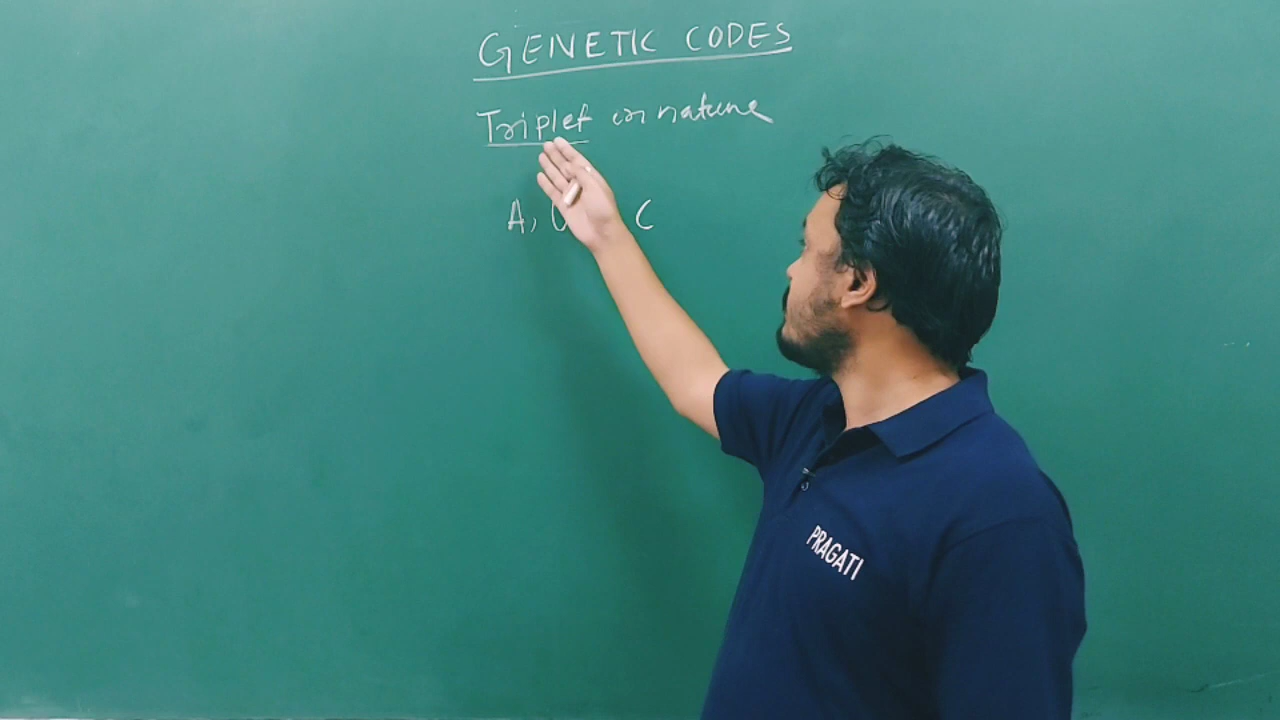 GENETIC CODES
Triplet in nature
A, U C
PRAGATI